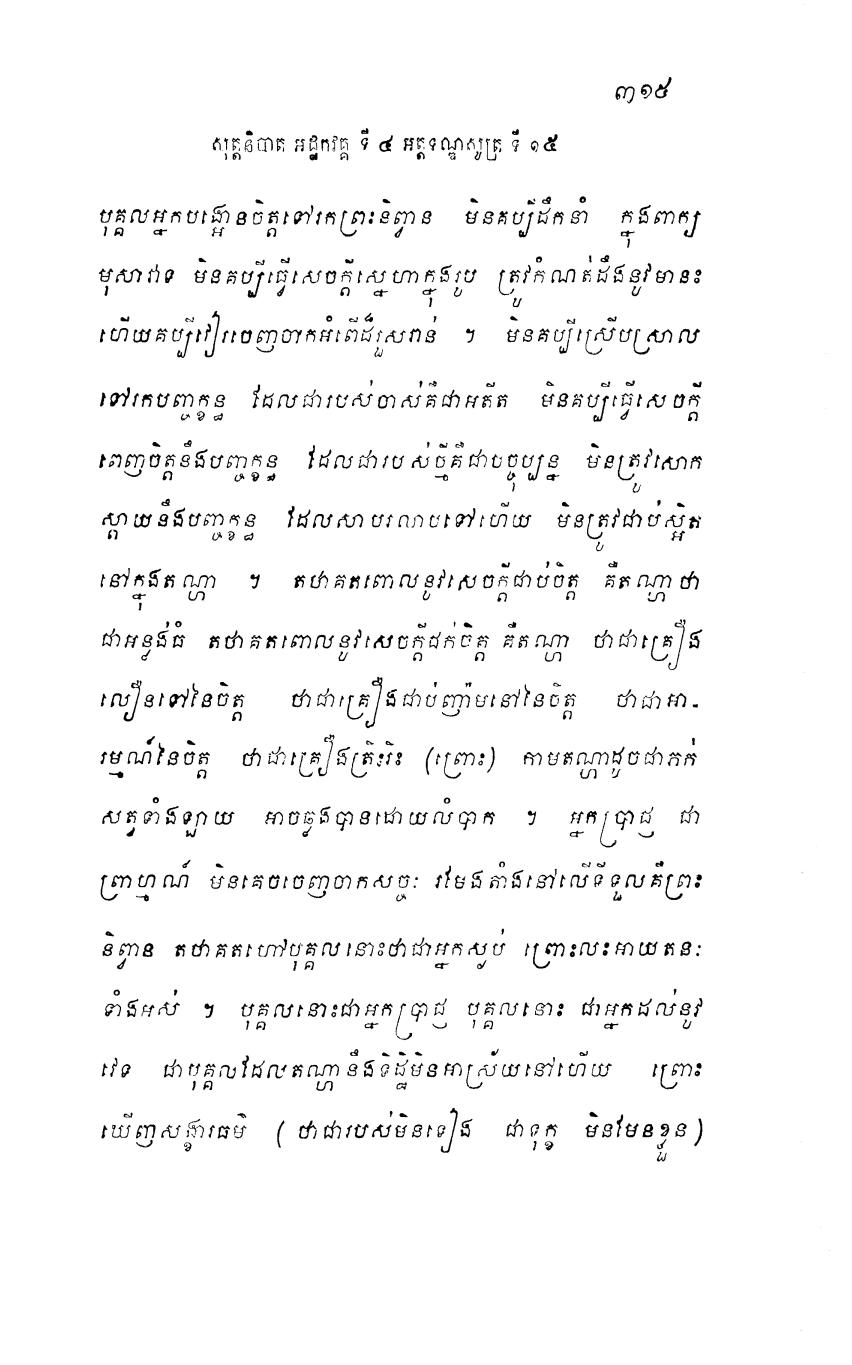 ៣១៥
សុត្តនិបាត អដ្ឋកវគ្គ ទី ៤ អត្តទណ្ឌសូត្រ ទី ១៥
បុគ្គលអ្នកបង្អោនចិត្តទៅរកព្រះនិព្វាន មិនគប្បីដឹកនាំ ក្នុងពាក្យ
មុសាវាទ មិនគប្បីធ្វើសេចក្តីស្នេហាក្នុងរូប ត្រូវកំណត់ដឹងនូវមានះ
ហើយគប្បីវៀរចេញចាកអំពើដ៏រួសរាន់ ។ មិនគប្បីស្រើបស្រាល
ទៅរកបញ្ចក្ខន្ធ ដែលជារបស់ចាស់គឺជាអតីត មិនគប្បីធ្វើសេចក្តី
ពេញចិត្តនឹងបញ្ចក្ខន្ធ ដែលជារបស់ថ្មីគឺជាបច្ចុប្បន្ន មិនត្រូវសោក
ស្តាយនឹងបញ្ចក្ខន្ធ ដែលសាបរលាបទៅហើយ មិនត្រូវជាប់ស្អិត
នៅក្នុងតណ្ហា ។ តថាគតពោលនូវសេចក្តីជាប់ចិត្ត គឺតណ្ហាថា
ជាអន្លង់ធំ តថាគតពោលនូវសេចក្តីជក់ចិត្ត គឺតណ្ហា ថាជាគ្រឿង
លឿនទៅនៃចិត្ត ថាជាគ្រឿងជាប់ញ៉ាមនៅនៃចិត្ត ថាជាអា-
រម្មណ៍នៃចិត្ត ថាជាគ្រឿងត្រិះរិះ (ព្រោះ) កាមតណ្ហាដូចជាភក់
សត្វទាំងឡាយ អាចឆ្លងបានដោយលំបាក ។ អ្នកប្រាជ្ញ ជា
ព្រាហ្មណ៍ មិនគេចចេញចាកសច្ចៈ រមែងតាំងនៅលើទីទួលគឺព្រះ
និព្វាន តថាគតហៅបុគ្គលនោះថាជាអ្នកស្ងប់ ព្រោះលះអាយតនៈ
ទាំងអស់ ។ បុគ្គលនោះជាអ្នកប្រាជ្ញ បុគ្គលនោះ ជាអ្នកដល់នូវ
វេទ ជាបុគ្គលដែលតណ្ហានឹងទិដ្ឋិមិនអាស្រ័យនៅហើយ ព្រោះ
ឃើញសង្ខារធម៌ ( ថាជារបស់មិនទៀង ជាទុក្ខ មិនមែនខ្លួន)